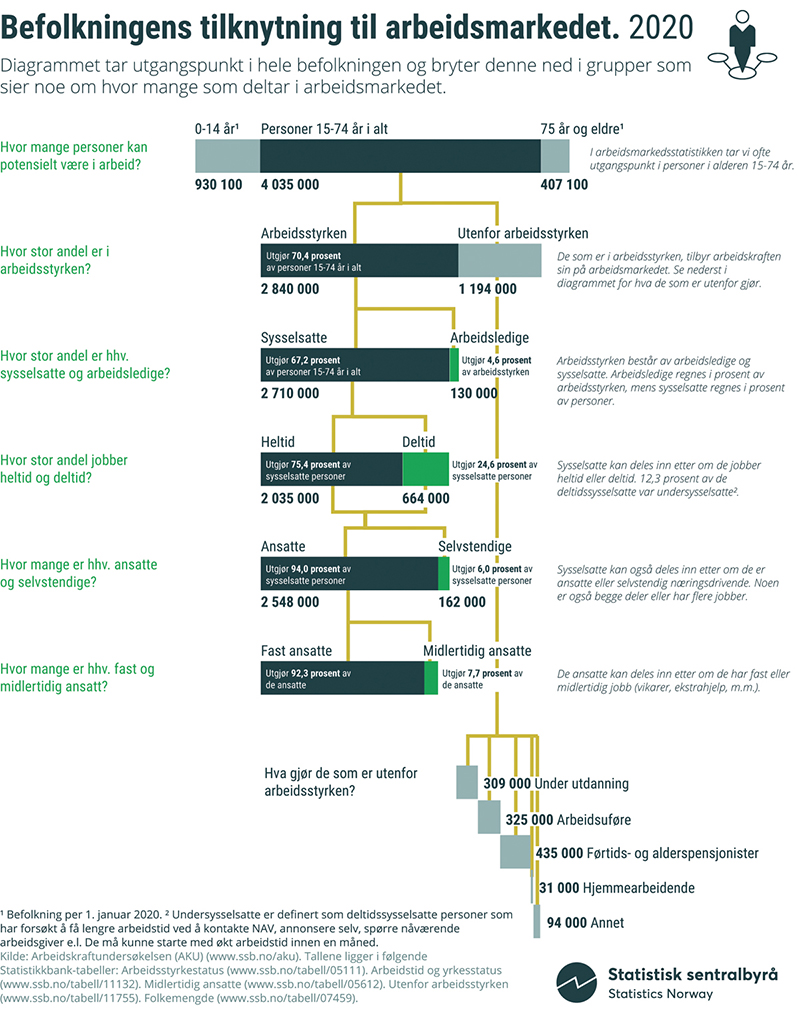 Befolkningens tilknytning til arbeidsmarkedet. 2020
Diagrammet tar utgangspunkt i hele befolkningen og bryter denne ned i grupper som
sier noe om hvor mange som deltar i arbeidsmarkedet.
Hvor mange personer kan
potensielt være i arbeid?
0-14 år¹
Personer 15-74 år i alt
75 år og eldre¹
930 100
4 035 000
407 100
I arbeidsmarkedsstatistikken tar vi ofte
utgangspunkt i personer i alderen 15-74 år.
Hvor stor andel er i
arbeidsstyrken?
Arbeidsstyrken
Utenfor arbeidsstyrken
Utgjør 70,4 prosent
av personer 15-74 år i alt
2 840 000
1 194 000
De som er i arbeidsstyrken, tilbyr arbeidskraften
sin på arbeidsmarkedet. Se nederst i
diagrammet for hva de som er utenfor gjør.
Hvor stor andel er hhv.
sysselsatte og arbeidsledige?
Sysselsatte
Arbeidsledige
Utgjør 67,2 prosent
av personer 15-74 år i alt
Utgjør 4,6 prosent
av arbeidsstyrken
2 710 000
130 000
Arbeidsstyrken består av arbeidsledige og
sysselsatte. Arbeidsledige regnes i prosent av
arbeidsstyrken, mens sysselsatte regnes i prosent
av personer.
Hvor stor andel jobber
heltid og deltid?
Heltid
Deltid
Utgjør 75,4 prosent av
sysselsatte personer
Utgjør 24,6 prosent av
sysselsatte personer
2 035 000
664 000
Sysselsatte kan deles inn etter om de jobber
heltid eller deltid. 12,3 prosent av de
deltidssysselsatte var undersysselsatte².
Hvor mange er hhv. ansatte
og selvstendige?
Ansatte
Selvstendige
Utgjør 94,0 prosent av
sysselsatte personer
Utgjør 6,0 prosent av
sysselsatte personer
2 548 000
162 000
Sysselsatte kan også deles inn etter om de er
ansatte eller selvstendig næringsdrivende. Noen
er også begge deler eller har flere jobber.
Hvor mange er hhv. fast og
midlertidig ansatt?
Fast ansatte
Midlertidig ansatte
Utgjør 92,3 prosent av
de ansatte
Utgjør 7,7 prosent av
de ansatte
De ansatte kan deles inn etter om de har fast eller
midlertidig jobb (vikarer, ekstrahjelp, m.m.).
Hva gjør de som er utenfor
arbeidsstyrken?
309 000 Under utdanning
325 000 Arbeidsuføre
435 000 Førtids- og alderspensjonister
31 000 Hjemmearbeidende
94 000 Annet
¹ Befolkning per 1. januar 2020. ² Undersysselsatte er definert som deltidssysselsatte personer som
har forsøkt å få lengre arbeidstid ved å kontakte NAV, annonsere selv, spørre nåværende
arbeidsgiver e.l. De må kunne starte med økt arbeidstid innen en måned.
Kilde: Arbeidskraftundersøkelsen (AKU) (www.ssb.no/aku). Tallene ligger i følgende
Statistikkbank-tabeller: Arbeidsstyrkestatus (www.ssb.no/tabell/05111). Arbeidstid og yrkesstatus
(www.ssb.no/tabell/11132). Midlertidig ansatte (www.ssb.no/tabell/05612). Utenfor arbeidsstyrken
(www.ssb.no/tabell/11755). Folkemengde (www.ssb.no/tabell/07459).
Statistisk sentralbyrå
Statistics Norway